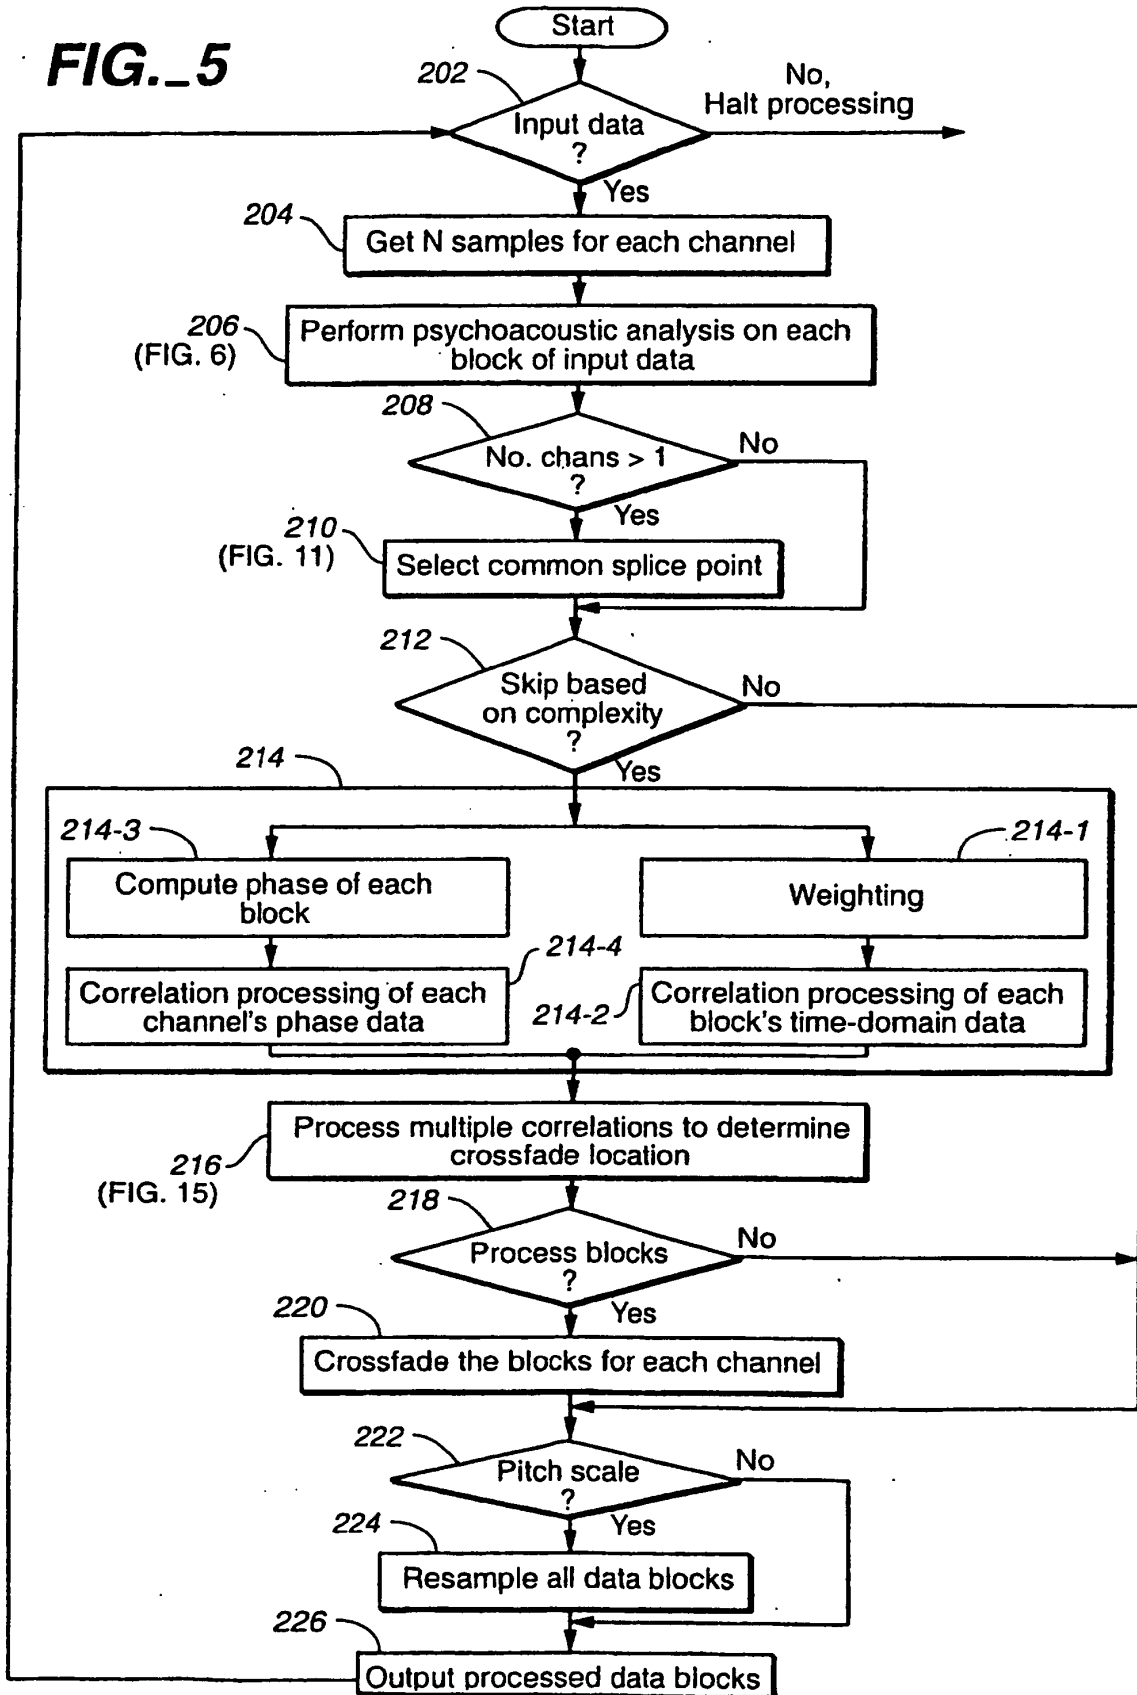 Start
FIG._5
202
No,
Halt processing
Input data
?
Yes
204
Get N samples for each channel
206
(FIG. 6)
Perform psychoacoustic analysis on each
block of input data
208
No. chans > 1
?
No
Yes
210
(FIG. 11)
Select common splice point
212
Skip based
on complexity
?
No
Yes
214
214-3
214-1
Compute phase of each
block
Weighting
214-4
Correlation processing of each
channel's phase data
214-2
Correlation processing of each
block's time-domain data
Process multiple correlations to determine
crossfade location
216
(FIG. 15)
218
Process blocks
?
No
Yes
220
Crossfade the blocks for each channel
222
Pitch scale
?
No
Yes
224
Resample all data blocks
226
Output processed data blocks